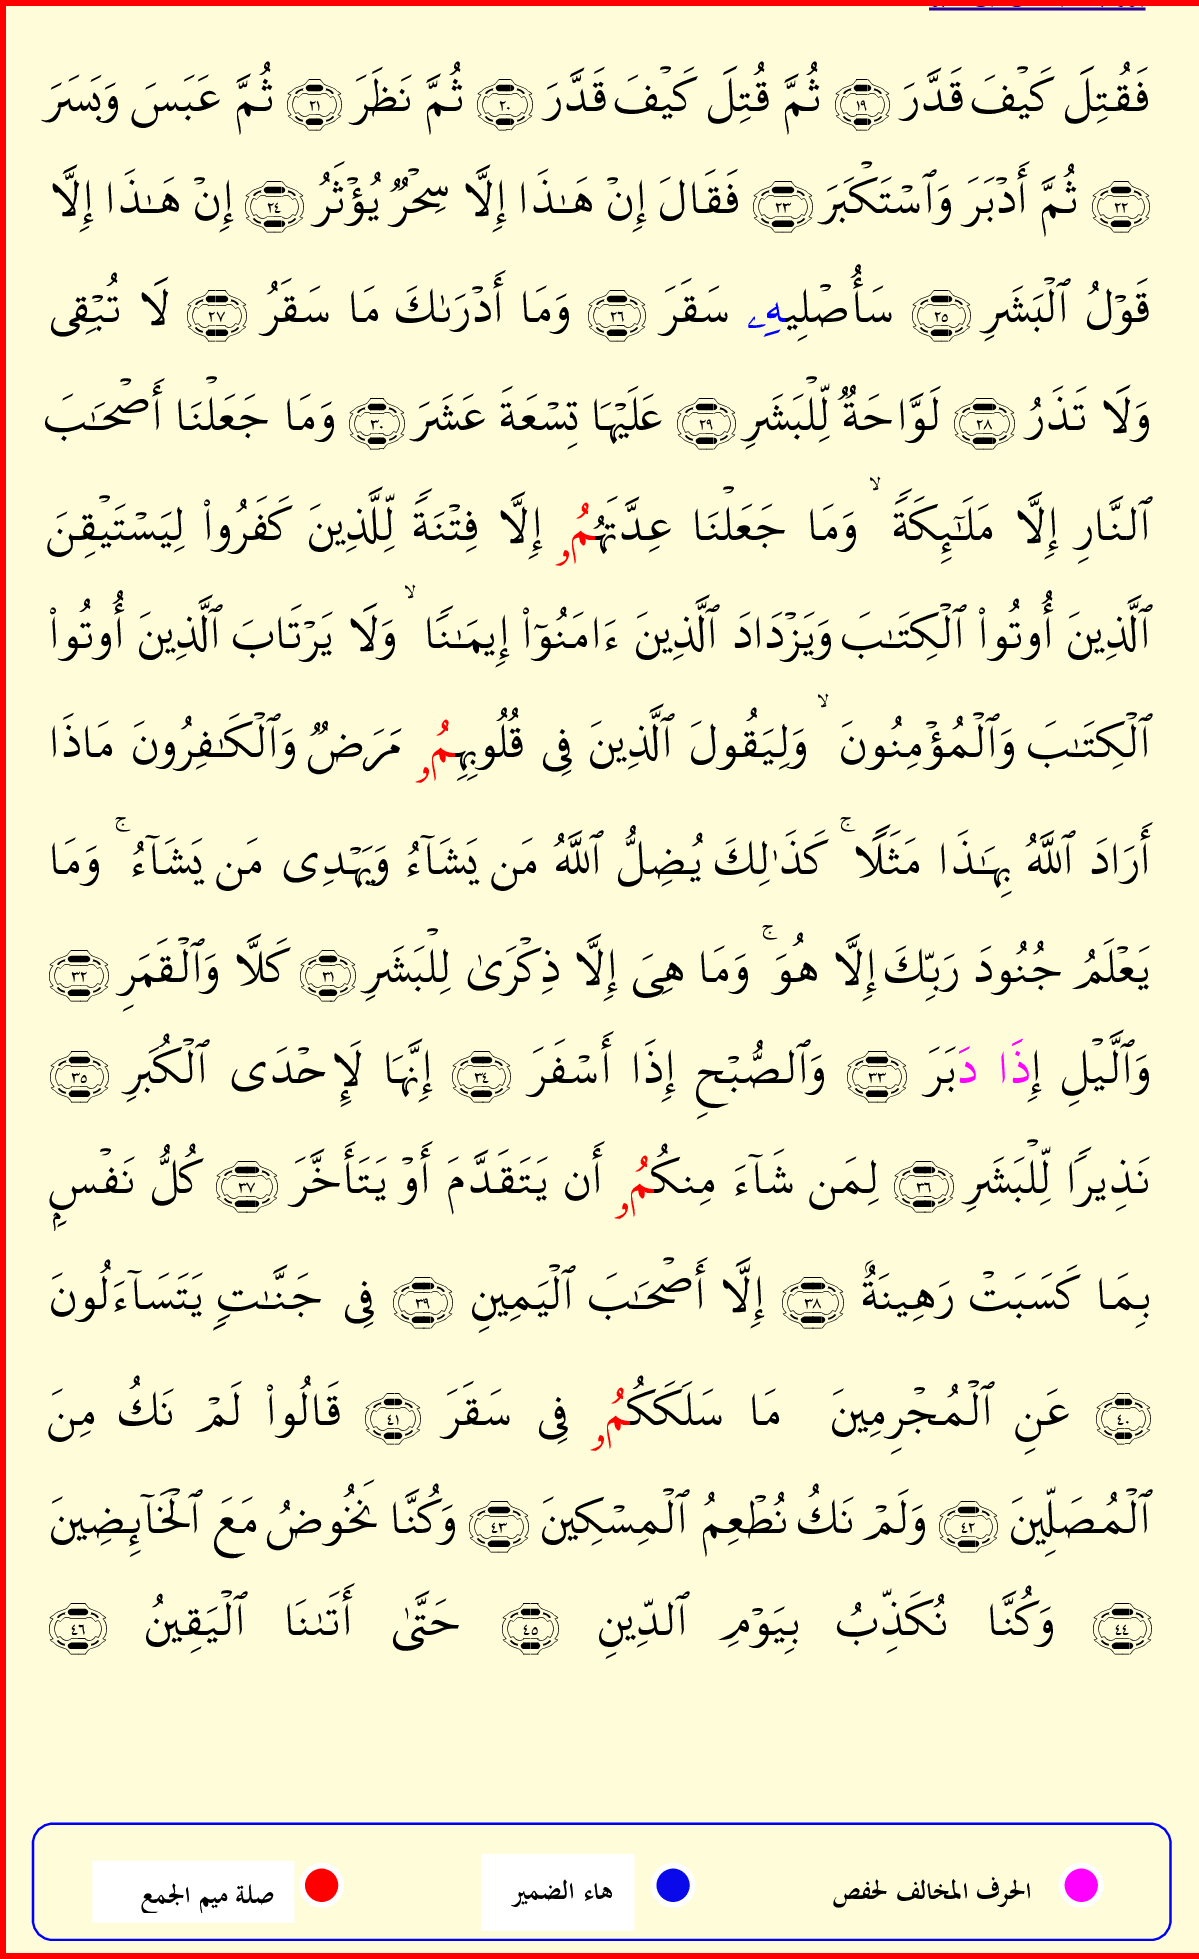 فَقُتِلَ كَيْفَ قَدَّرَ ١٩ ثُمَّ قُتِلَ كَيْفَ قَدَّرَ ٢٠ ثُمَّ نَظَرَ ٢١ ثُمَّ عَبَسَ وَبَسَرَ
٢٢ ثُمَّ أَدْبَرَ وَٱسْتَكْبَرَ ٢٣ فَقَالَ إِنْ هَـٰذَا إِلَّا سِحْرٌ يُؤْثَرُ ٢٤ إِنْ هَـٰذَا إِلَّا
قَوْلُ ٱلْبَشَرِ ٢٥ سَأُصْلِيهِۦ سَقَرَ ٢٦ وَمَا أَدْرَىٰكَ مَا سَقَرُ ٢٧ لَا تُبْقِى
وَلَا تَذَرُ ٢٨ لَوَّاحَةٌ لِّلْبَشَرِ ٢٩ عَلَيْهَا تِسْعَةَ عَشَرَ ٣٠ وَمَا جَعَلْنَا أَصْحَـٰبَ
ٱلنَّارِ إِلَّا مَلَـٰٓئِكَةً ۙ وَمَا جَعَلْنَا عِدَّتَهُمُۥ إِلَّا فِتْنَةً لِّلَّذِينَ كَفَرُوا۟ لِيَسْتَيْقِنَ
ٱلَّذِينَ أُوتُوا۟ ٱلْكِتَـٰبَ وَيَزْدَادَ ٱلَّذِينَ ءَامَنُوٓا۟ إِيمَـٰنًا ۙ وَلَا يَرْتَابَ ٱلَّذِينَ أُوتُوا۟
ٱلْكِتَـٰبَ وَٱلْمُؤْمِنُونَ ۙ وَلِيَقُولَ ٱلَّذِينَ فِى قُلُوبِهِمُۥ مَرَضٌ وَٱلْكَـٰفِرُونَ مَاذَا
أَرَادَ ٱللَّهُ بِهَـٰذَا مَثَلًا ۚ كَذَٰلِكَ يُضِلُّ ٱللَّهُ مَن يَشَآءُ وَيَهْدِى مَن يَشَآءُ ۚ وَمَا
يَعْلَمُ جُنُودَ رَبِّكَ إِلَّا هُوَ ۚ وَمَا هِىَ إِلَّا ذِكْرَىٰ لِلْبَشَرِ ٣١ كَلَّا وَٱلْقَمَرِ ٣٢
وَٱلَّيْلِ إِذَا دَبَرَ ٣٣ وَٱلصُّبْحِ إِذَا أَسْفَرَ ٣٤ إِنَّهَا لَإِحْدَى ٱلْكُبَرِ ٣٥
نَذِيرًا لِّلْبَشَرِ ٣٦ لِمَن شَآءَ مِنكُمُۥ أَن يَتَقَدَّمَ أَوْ يَتَأَخَّرَ ٣٧ كُلُّ نَفْسٍۭ
بِمَا كَسَبَتْ رَهِينَةٌ ٣٨ إِلَّا أَصْحَـٰبَ ٱلْيَمِينِ ٣٩ فِى جَنَّـٰتٍ يَتَسَآءَلُونَ
٤٠ عَنِ ٱلْمُجْرِمِينَ مَا سَلَكَكُمُۥ فِى سَقَرَ ٤١ قَالُوا۟ لَمْ نَكُ مِنَ
ٱلْمُصَلِّينَ ٤٢ وَلَمْ نَكُ نُطْعِمُ ٱلْمِسْكِينَ ٤٣ وَكُنَّا نَخُوضُ مَعَ ٱلْخَآئِضِينَ
٤٤ وَكُنَّا نُكَذِّبُ بِيَوْمِ ٱلدِّينِ ٤٥ حَتَّىٰ أَتَىٰنَا ٱلْيَقِينُ ٤٦
الحرف المخالف لحفص هاء الضمير صلة ميم الجمع